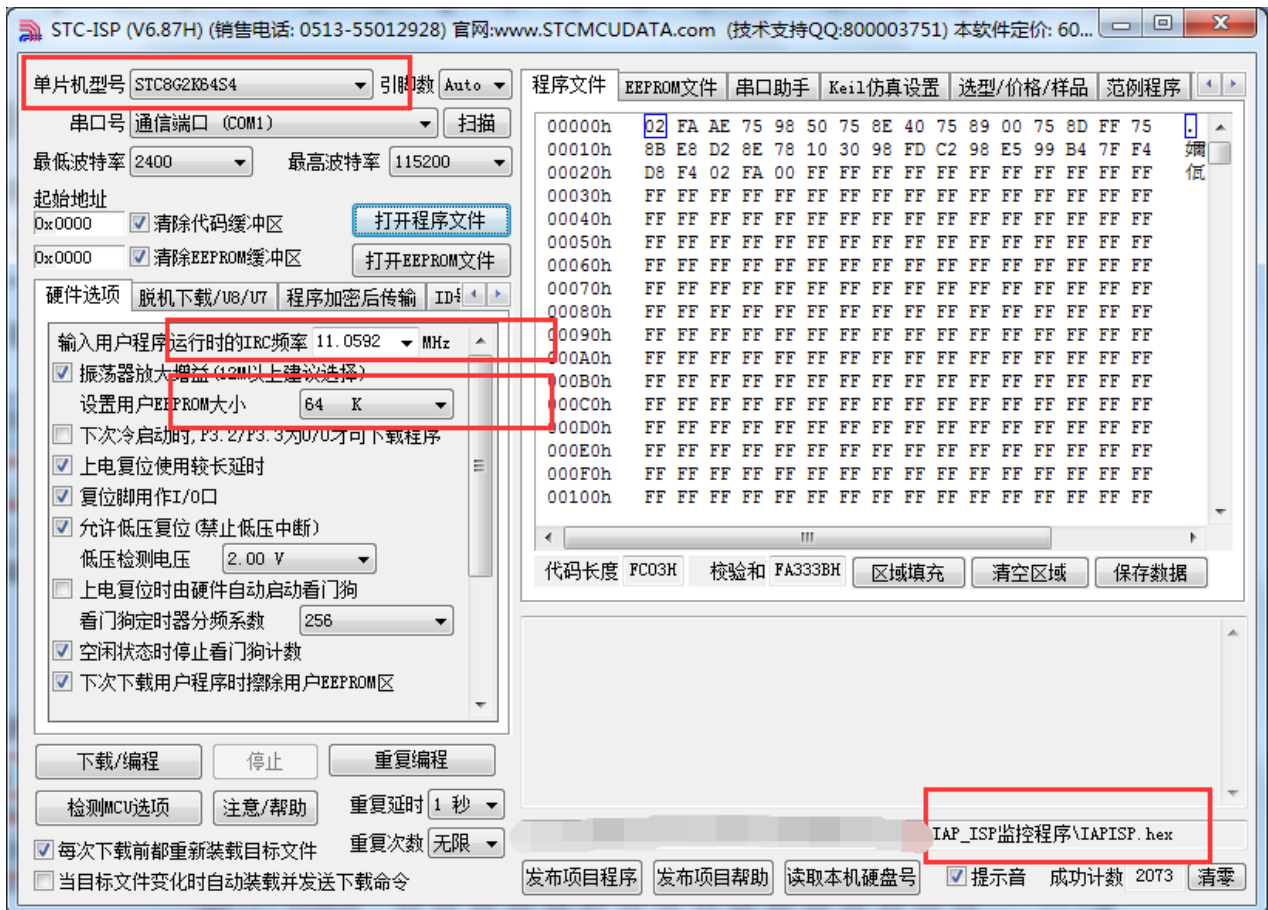 STC-ISP (V6.87H) (销售电话: 0513-55012928) 官网:www.STCMCUDATA.com (技术支持QQ:800003751) 本软件定价: 60...
单片机型号 STC8G2K64S4 引脚数 Auto
串口号 通信端口 (COM1) 扫描
最低波特率 2400 最高波特率 115200
起始地址
0x0000 清除代码缓冲区 打开程序文件
0x0000 清除EEPROM缓冲区 打开EEPROM文件
硬件选项 脱机下载/U8/U7 程序加密后传输
输入用户程序运行时的IRC频率 11.0592 MHz
振荡器放大增益(12M以上建议选择)
设置用户EEPROM大小 64 K
下次冷启动时,P3.2/P3.3为0/0才可下载程序
上电复位使用较长延时
复位脚用作I/O口
允许低压复位(禁止低压中断)
低压检测电压 2.00 V
上电复位时由硬件自动启动看门狗
看门狗定时器分频系数 256
空闲状态时停止看门狗计数
下次下载用户程序时擦除用户EEPROM区
下载/编程 停止 重复编程
检测MCU选项 注意/帮助 重复延时 1 秒
每次下载前都重新装载目标文件 重复次数 无限
当目标文件变化时自动装载并发送下载命令
程序文件 EEPROM文件 串口助手 Keil仿真设置 选型/价格/样品 范例程序
00000h 02 FA AE 75 98 50 75 8E 40 75 89 00 75 8D FF 75 .
00010h 8B E8 D2 8E 78 10 30 98 FD C2 98 E5 99 B4 7F F4
00020h D8 F4 02 FA 00 FF FF FF FF FF FF FF FF FF FF FF
00030h FF FF FF FF FF FF FF FF FF FF FF FF FF FF FF FF
00040h FF FF FF FF FF FF FF FF FF FF FF FF FF FF FF FF
00050h FF FF FF FF FF FF FF FF FF FF FF FF FF FF FF FF
00060h FF FF FF FF FF FF FF FF FF FF FF FF FF FF FF FF
00070h FF FF FF FF FF FF FF FF FF FF FF FF FF FF FF FF
00080h FF FF FF FF FF FF FF FF FF FF FF FF FF FF FF FF
00090h FF FF FF FF FF FF FF FF FF FF FF FF FF FF FF FF
000A0h FF FF FF FF FF FF FF FF FF FF FF FF FF FF FF FF
000B0h FF FF FF FF FF FF FF FF FF FF FF FF FF FF FF FF
000C0h FF FF FF FF FF FF FF FF FF FF FF FF FF FF FF FF
000D0h FF FF FF FF FF FF FF FF FF FF FF FF FF FF FF FF
000E0h FF FF FF FF FF FF FF FF FF FF FF FF FF FF FF FF
000F0h FF FF FF FF FF FF FF FF FF FF FF FF FF FF FF FF
00100h FF FF FF FF FF FF FF FF FF FF FF FF FF FF FF FF
代码长度 FC03H 校验和 FA333BH 区域填充 清空区域 保存数据
IAP_ISP监控程序\IAPISP.hex
发布项目程序 发布项目帮助 读取本机硬盘号 提示音 成功计数 2073 清零